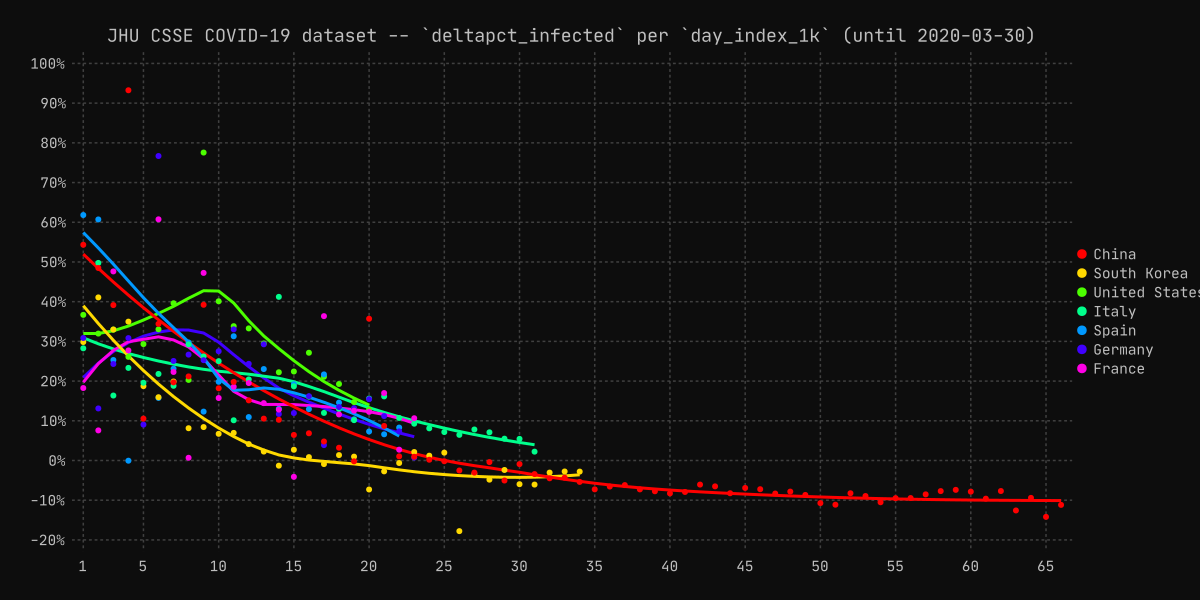 JHU CSSE COVID-19 dataset -- `deltapct_infected` per `day_index_1k` (until 2020-03-30)
100%
90%
80%
70%
60%
50%
40%
30%
20%
10%
0%
-10%
-20%
1 5 10 15 20 25 30 35 40 45 50 55 60 65
China
South Korea
United States
Italy
Spain
Germany
France